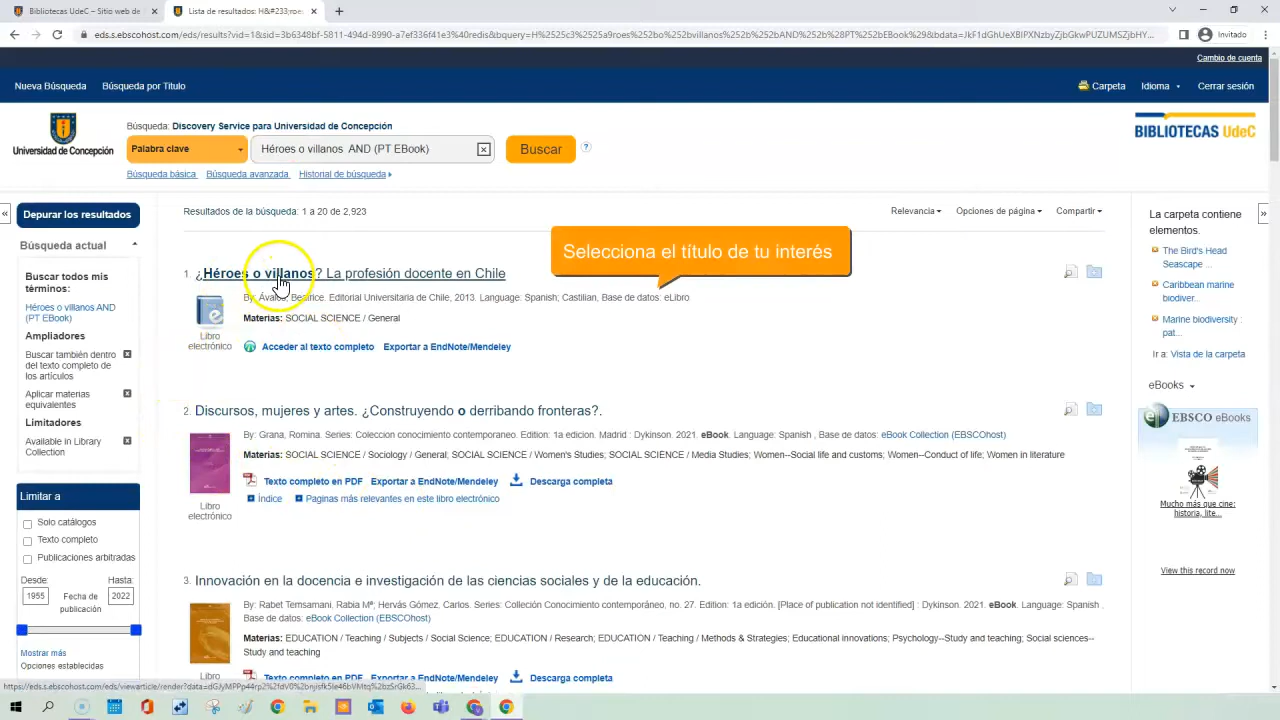 Bibliotecas UdeC – Sitio web de
Lista de resultados: H&#233;roes
eds.s.ebscohost.com/eds/results?vid=1&sid=3b6348bf-5811-494d-8990-
Invitado
Cambio de cuenta
Nueva Búsqueda
Búsqueda por Título
Carpeta
Idioma
Cerrar sesión
Universidad de Concepción
Búsqueda: Discovery Service para Universidad de Concepción
Palabra clave
Héroes o villanos AND (PT EBook)
Buscar
?
BIBLIOTECAS UdeC
Búsqueda básica
Búsqueda avanzada
Historial de búsqueda
Depurar los resultados
Búsqueda actual
Buscar todos mis
términos:
Héroes o villanos AND
(PT EBook)
Ampliadores
Buscar también dentro
del texto completo de
los artículos
Aplicar materias
equivalentes
Limitadores
Available in Library
Collection
Limitar a
Solo catálogos
Texto completo
Publicaciones arbitradas
Desde:
Hasta:
1955
Fecha de
publicación
2022
Mostrar más
Opciones establecidas
Resultados de la búsqueda: 1 a 20 de 2,923
Relevancia
Opciones de página
Compartir
Selecciona el título de tu interés
1. ¿Héroes o villanos? La profesión docente en Chile
By: Ávalos, Beatrice. Editorial Universitaria de Chile, 2013. Language: Spanish; Castilian, Base de datos: eLibro
Materias: SOCIAL SCIENCE / General
Libro
electrónico
Acceder al texto completo
Exportar a EndNote/Mendeley
2. Discursos, mujeres y artes. ¿Construyendo o derribando fronteras?.
By: Grana, Romina. Series: Coleccion conocimiento contemporaneo. Edition: 1a edicion. Madrid : Dykinson. 2021. eBook. Language: Spanish , Base de datos: eBook Collection (EBSCOhost)
Materias: SOCIAL SCIENCE / Sociology / General; SOCIAL SCIENCE / Women's Studies; SOCIAL SCIENCE / Media Studies; Women--Social life and customs; Women--Conduct of life; Women in literature
Texto completo en PDF
Exportar a EndNote/Mendeley
Descarga completa
Índice
Paginas más relevantes en este libro electrónico
Libro
electrónico
3. Innovación en la docencia e investigación de las ciencias sociales y de la educación.
By: Rabet Temsamani, Rabia Mª; Hervás Gómez, Carlos. Series: Colleción Conocimiento contemporáneo, no. 27. Edition: 1a edición. [Place of publication not identified] : Dykinson. 2021. eBook. Language: Spanish ,
Base de datos: eBook Collection (EBSCOhost)
Materias: EDUCATION / Teaching / Subjects / Social Science; EDUCATION / Research; EDUCATION / Teaching / Methods & Strategies; Educational innovations; Psychology--Study and teaching; Social sciences--
Study and teaching
Libro
Texto completo en PDF
Exportar a EndNote/Mendeley
Descarga completa
La carpeta contiene
elementos.
The Bird's Head
Seascape ...
Caribbean marine
biodiver...
Marine biodiversity :
pat...
Ir a: Vista de la carpeta
eBooks
EBSCO eBooks
Mucho más que cine:
historia, lite...
View this record now